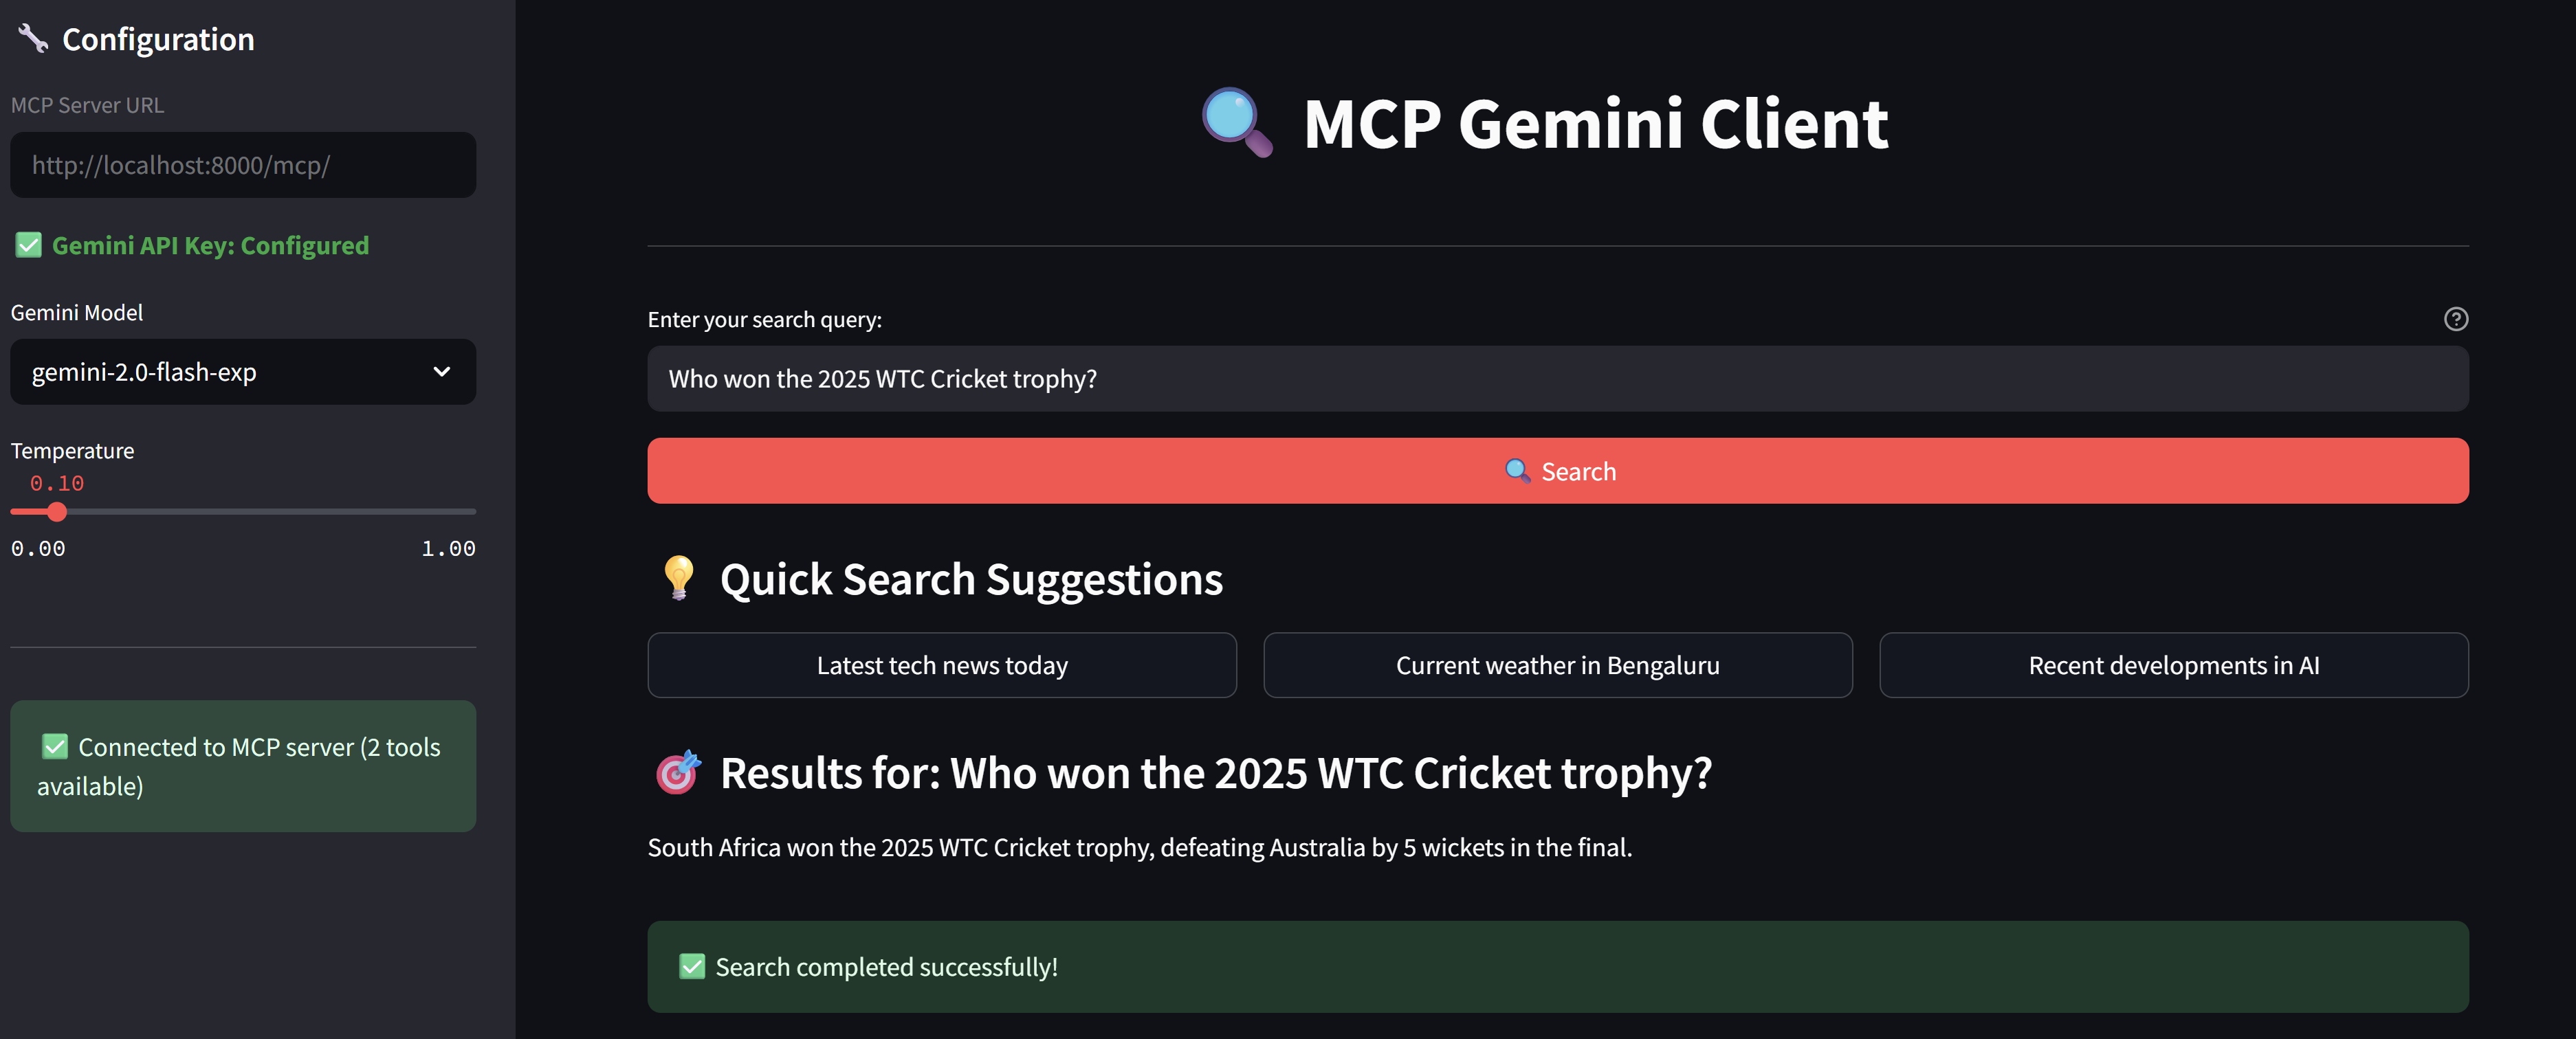 Configuration
MCP Server URL
http://localhost:8000/mcp/
Gemini API Key: Configured
Gemini Model
gemini-2.0-flash-exp
Temperature
0.10
0.00 1.00
Connected to MCP server (2 tools
available)
MCP Gemini Client
Enter your search query:
Who won the 2025 WTC Cricket trophy?
Search
Quick Search Suggestions
Latest tech news today
Current weather in Bengaluru
Recent developments in AI
Results for: Who won the 2025 WTC Cricket trophy?
South Africa won the 2025 WTC Cricket trophy, defeating Australia by 5 wickets in the final.
Search completed successfully!